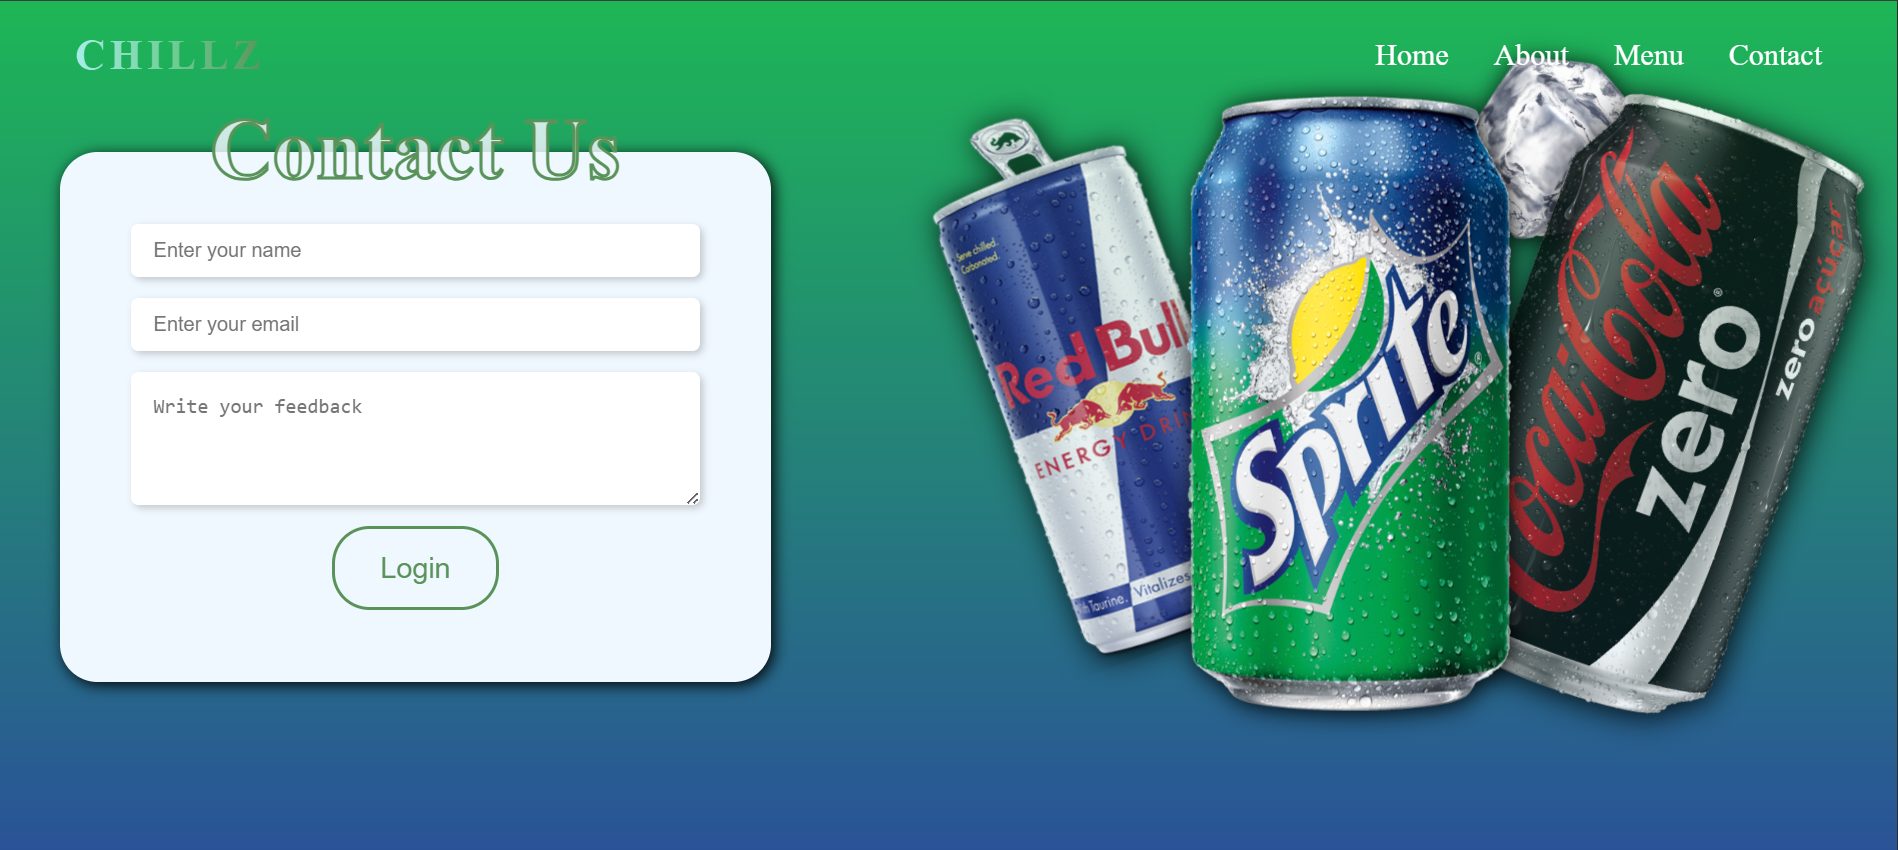 CHILLZ
Home About Menu Contact
Contact Us
Enter your name
Enter your email
Write your feedback
Login
Serve chilled.
Carbonated.
Red Bull
ENERGY DRIN
Taurine. Vitalizes
Sprite
Coca-Cola
zero
zero açúcar